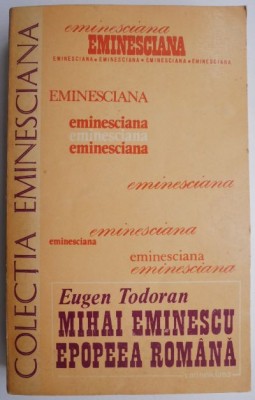 COLECȚIA EMINESCIANA
eminesciana
EMINESCIANA
EMINESCIANA • EMINESCIANA • EMINESCIANA • EMINESCIANA
EMINESCIANA
eminesciana
eminesciana
eminesciana
eminesciana
eminesciana
eminesciana
eminesciana
eminesciana
Eugen Todoran
MIHAI EMINESCU
EPOPEEA ROMÂNĂ